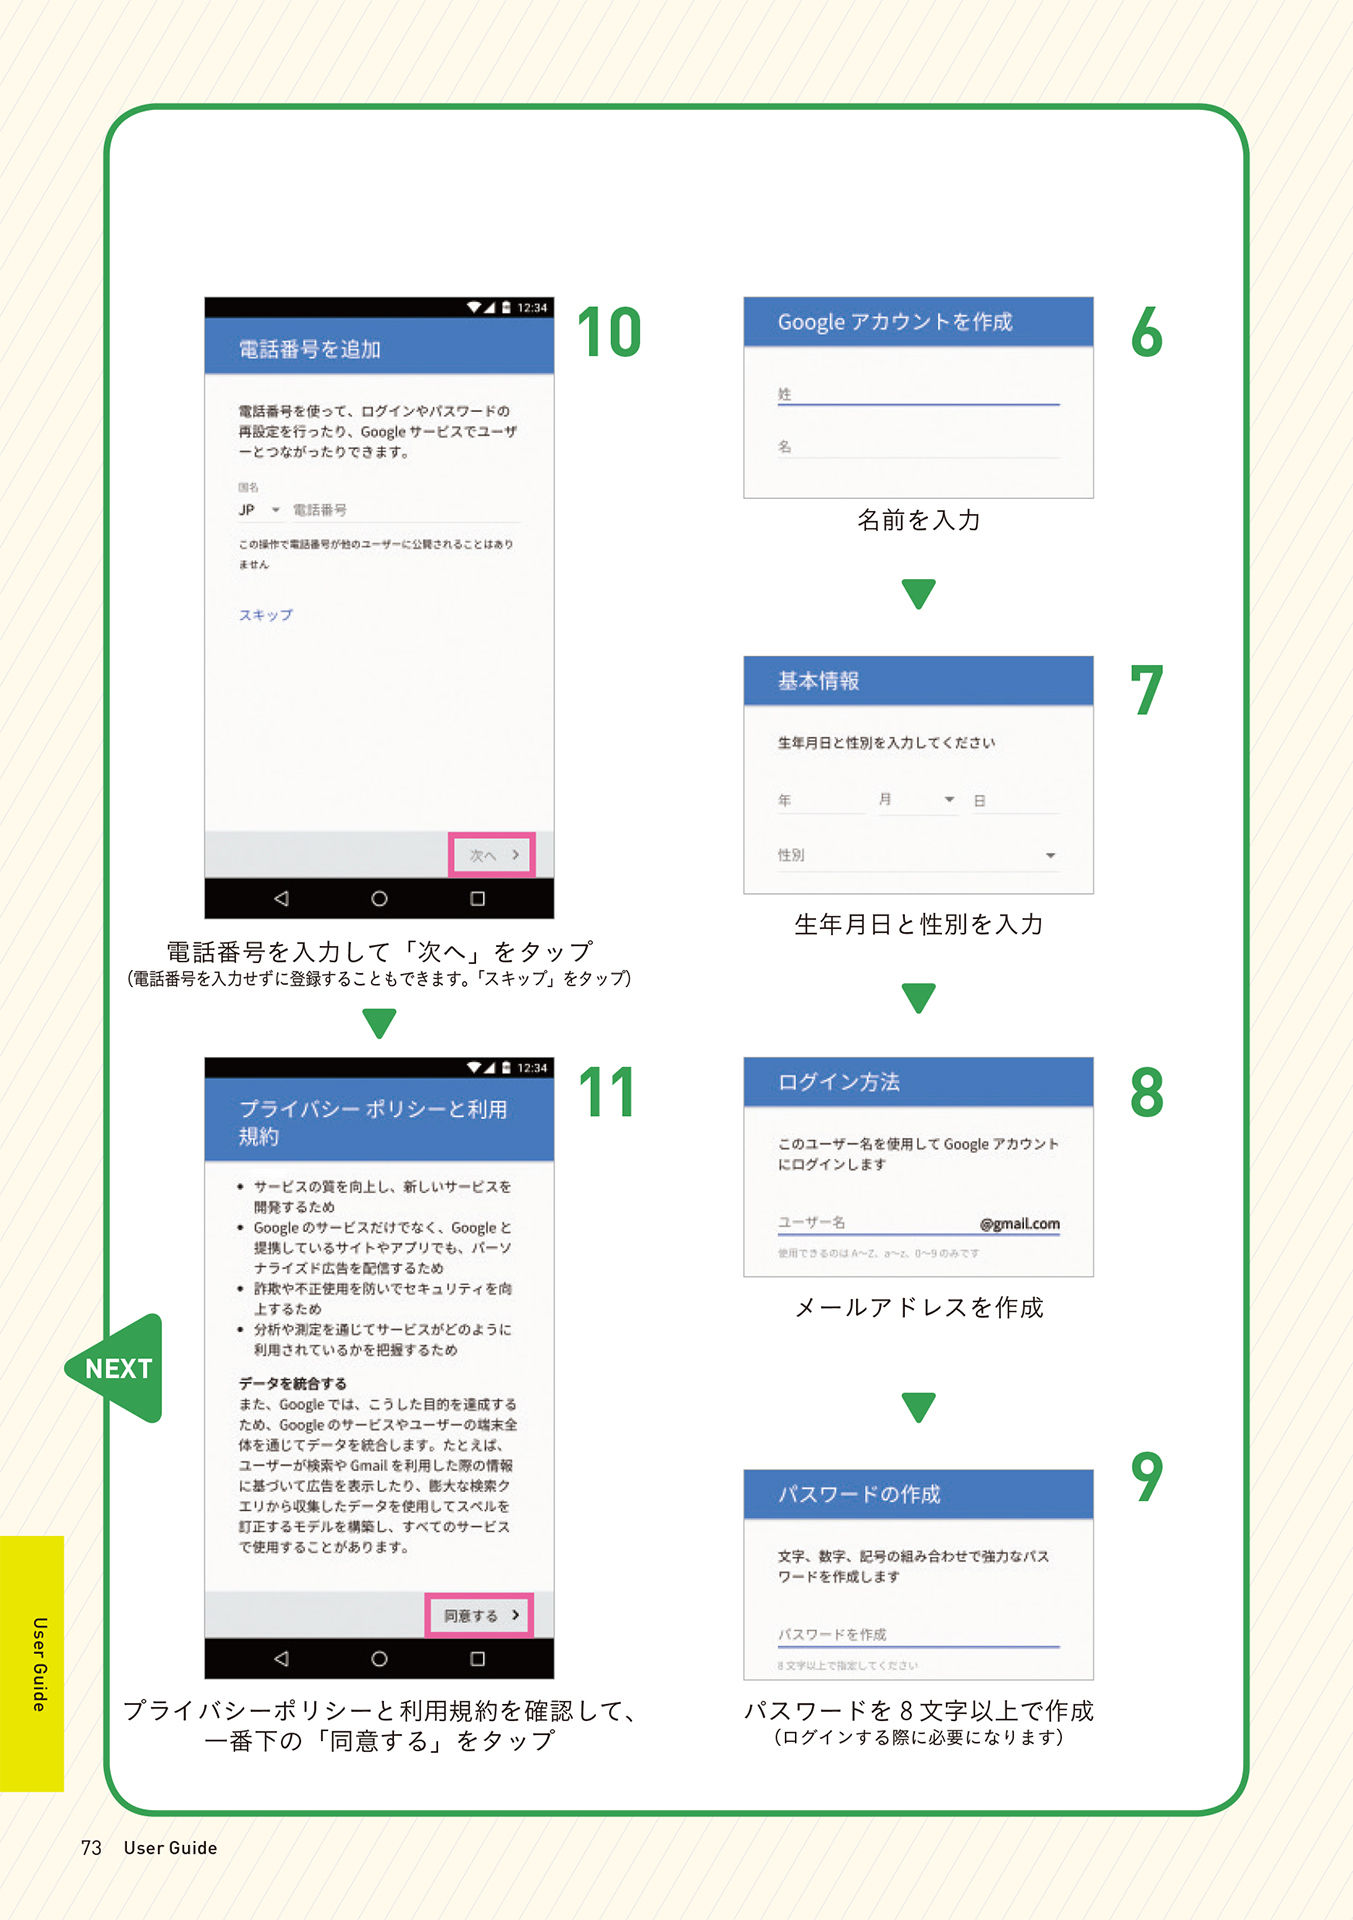 6
Google アカウントを作成
姓
名
名前を入力
7
基本情報
生年月日と性別を入力してください
年 月 日
性別
生年月日と性別を入力
8
ログイン方法
このユーザー名を使用して Google アカウント
にログインします
ユーザー名 @gmail.com
使用できるのは A〜Z、a〜z、0〜9 のみです
メールアドレスを作成
9
パスワードの作成
文字、数字、記号の組み合わせで強力なパス
ワードを作成します
パスワードを作成
8 文字以上で指定してください
パスワードを 8 文字以上で作成
（ログインする際に必要になります）
10
12:34
電話番号を追加
電話番号を使って、ログインやパスワードの
再設定を行ったり、Google サービスでユーザ
ーとつながったりできます。
国名
JP 電話番号
この操作で電話番号が他のユーザーに公開されることはあり
ません
スキップ
次へ
電話番号を入力して「次へ」をタップ
（電話番号を入力せずに登録することもできます。「スキップ」をタップ）
11
12:34
プライバシー ポリシーと利用
規約
• サービスの質を向上し、新しいサービスを
開発するため
• Google のサービスだけでなく、Google と
提携しているサイトやアプリでも、パーソ
ナライズド広告を配信するため
• 詐欺や不正使用を防いでセキュリティを向
上するため
• 分析や測定を通じてサービスがどのように
利用されているかを把握するため
データを統合する
また、Google では、こうした目的を達成する
ため、Google のサービスやユーザーの端末全
体を通じてデータを統合します。たとえば、
ユーザーが検索や Gmail を利用した際の情報
に基づいて広告を表示したり、膨大な検索ク
エリから収集したデータを使用してスペルを
訂正するモデルを構築し、すべてのサービス
で使用することがあります。
同意する
プライバシーポリシーと利用規約を確認して、
一番下の「同意する」をタップ
NEXT
User Guide
73 User Guide